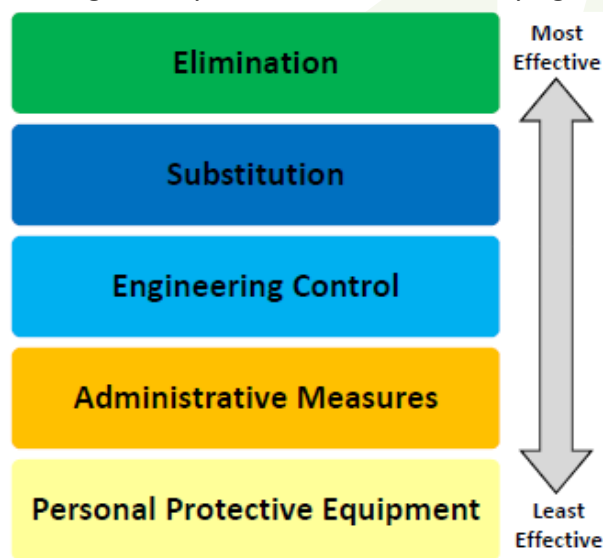 Most
Effective
Elimination
Substitution
Engineering Control
Administrative Measures
Personal Protective Equipment
Least
Effective